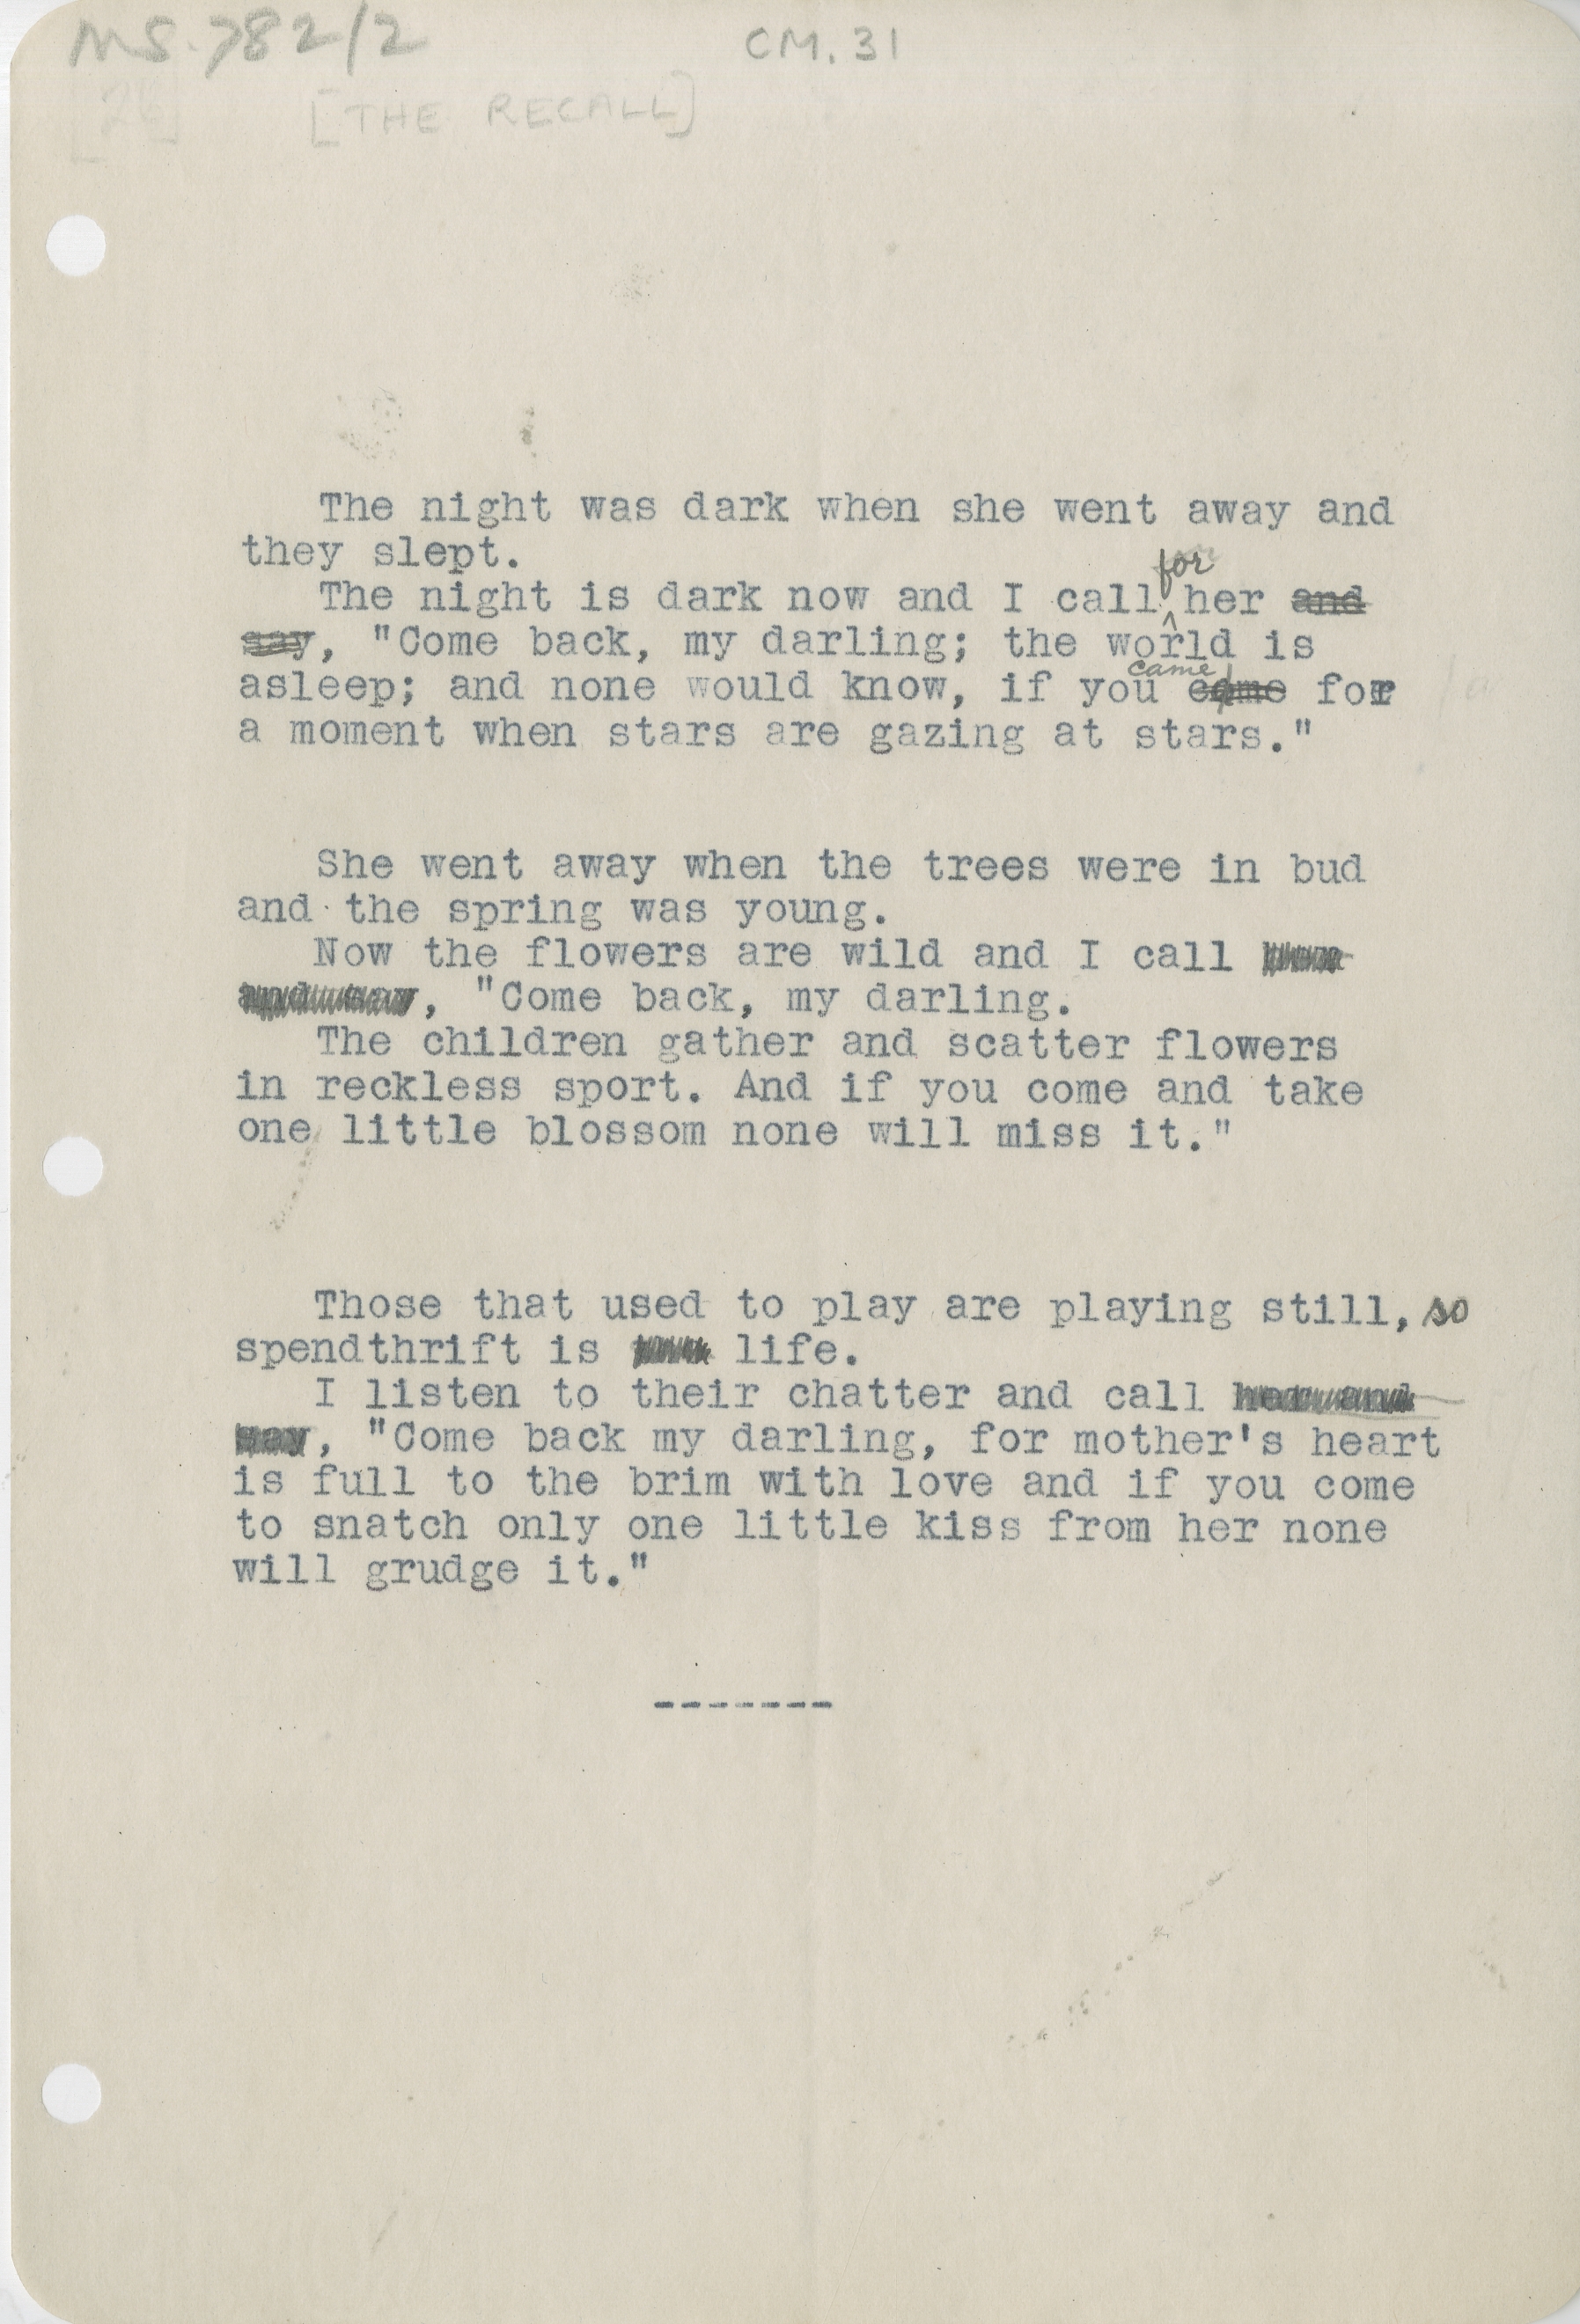 MS.782/2
CM.31
[26]
[THE RECALL]
The night was dark when she went away and
they slept.
for
The night is dark now and I call her and
say, "Come back, my darling; the world is
came
asleep; and none would know, if you came for
a moment when stars are gazing at stars."
She went away when the trees were in bud
and the spring was young.
Now the flowers are wild and I call
and say, "Come back, my darling.
The children gather and scatter flowers
in reckless sport. And if you come and take
one little blossom none will miss it."
Those that used to play are playing still, so
spendthrift is life.
I listen to their chatter and call her and
say, "Come back my darling, for mother's heart
is full to the brim with love and if you come
to snatch only one little kiss from her none
will grudge it."
-------